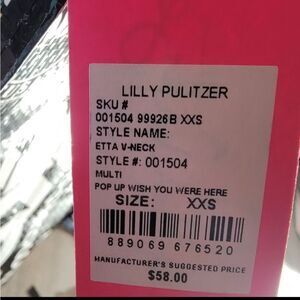 LILLY PULITZER
SKU #
001504 99926B XXS
STYLE NAME:
ETTA V-NECK
STYLE #: 001504
MULTI
POP UP WISH YOU WERE HERE
SIZE: XXS
889069 676520
MANUFACTURER'S SUGGESTED PRICE
$58.00